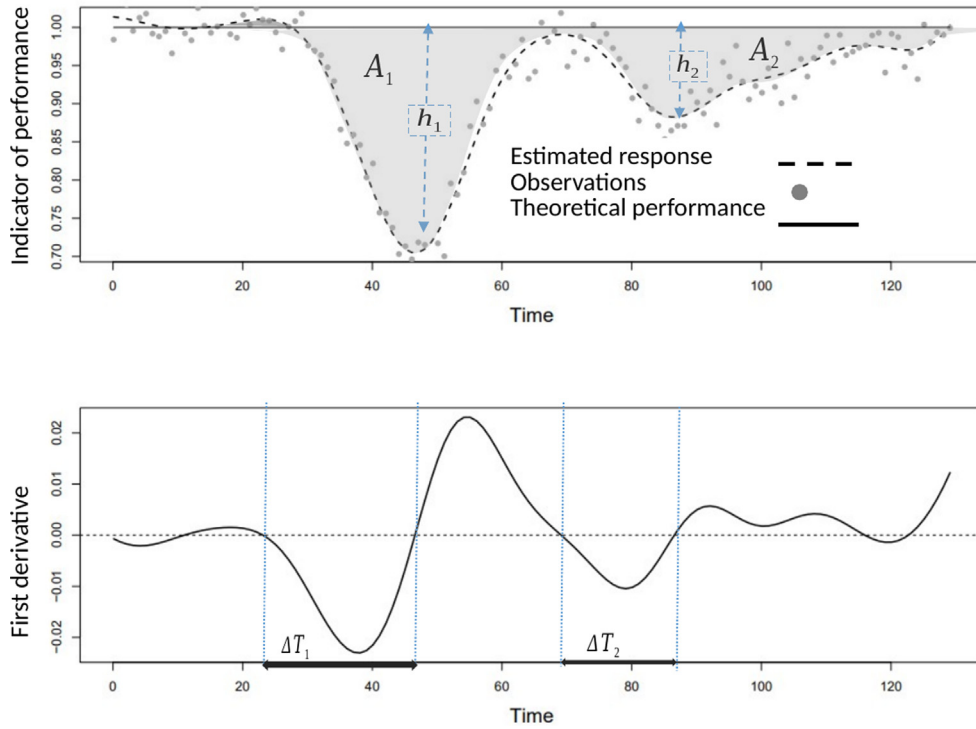 Indicator of performance
1.00
0.95
0.90
0.85
0.80
0.75
0.70
A₁
h₁
h₂
A₂
Estimated response
Observations
Theoretical performance
0 20 40 60 80 100 120
Time
First derivative
0.02
0.01
0.00
−0.01
−0.02
ΔT₁
ΔT₂
0 20 40 60 80 100 120
Time